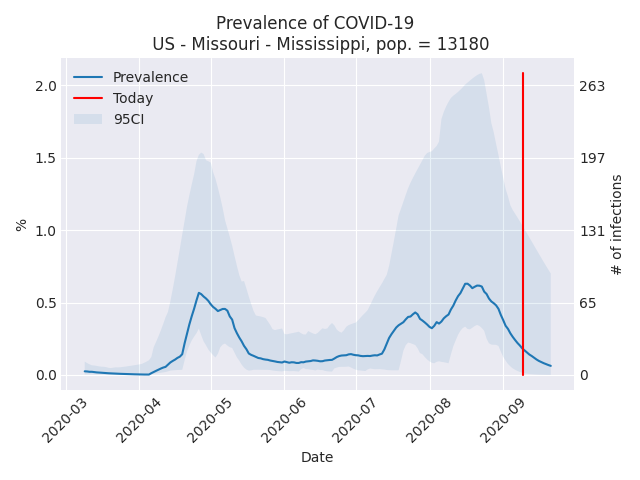 Prevalence of COVID-19
US - Missouri - Mississippi, pop. = 13180
Prevalence
Today
95CI
2.0
1.5
1.0
0.5
0.0
%
263
197
131
65
0
# of infections
2020-03
2020-04
2020-05
2020-06
2020-07
2020-08
2020-09
Date